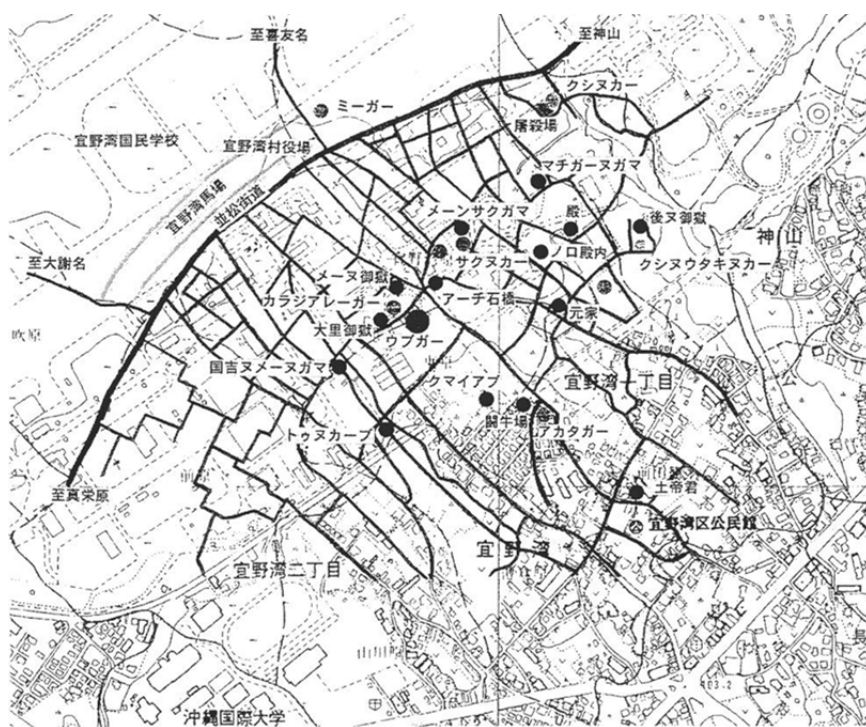 至喜友名
至神山
ミーガー
クシヌカー
屠殺場
宜野湾国民学校
宜野湾村役場
宜野湾馬場
並松街道
マチガーヌガマ
メーンサクガマ
殿
後ヌ御嶽
神山
至大謝名
サクヌカー
ノロ殿内
クシヌウタキヌカー
メーヌ御嶽
カラジアレーガー
アーチ石橋
元家
大里御嶽
ウブガー
国吉ヌメーヌガマ
クマイアブ
宜野湾一丁目
闘牛場
アカタガー
トゥヌカーブ
至真栄原
土帝君
宜野湾区公民館
宜野湾
宜野湾二丁目
沖縄国際大学
長